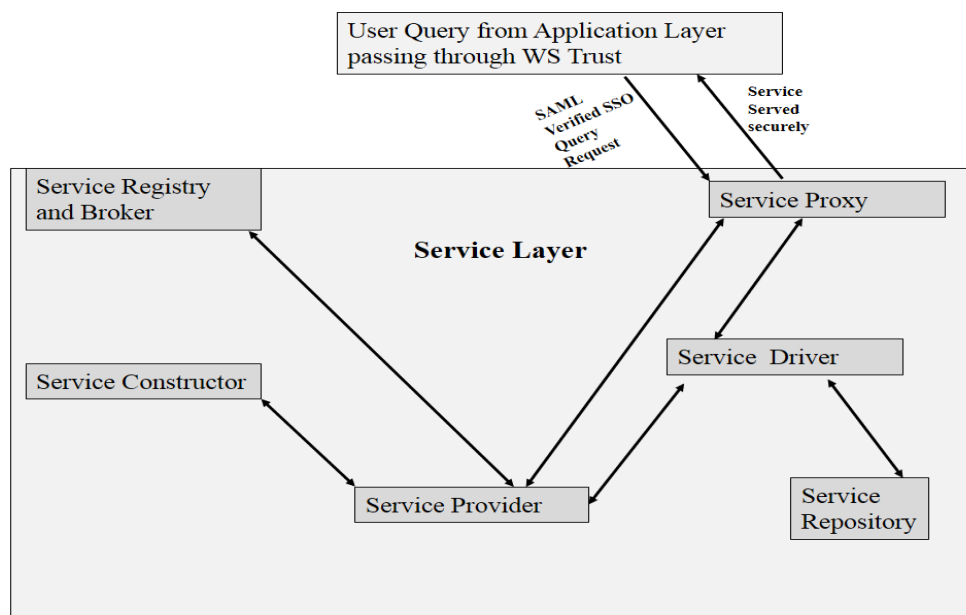 User Query from Application Layer
passing through WS Trust
SAML
Verified SSO
Query
Request
Service
Served
securely
Service Registry
and Broker
Service Proxy
Service Layer
Service Driver
Service Constructor
Service Provider
Service
Repository